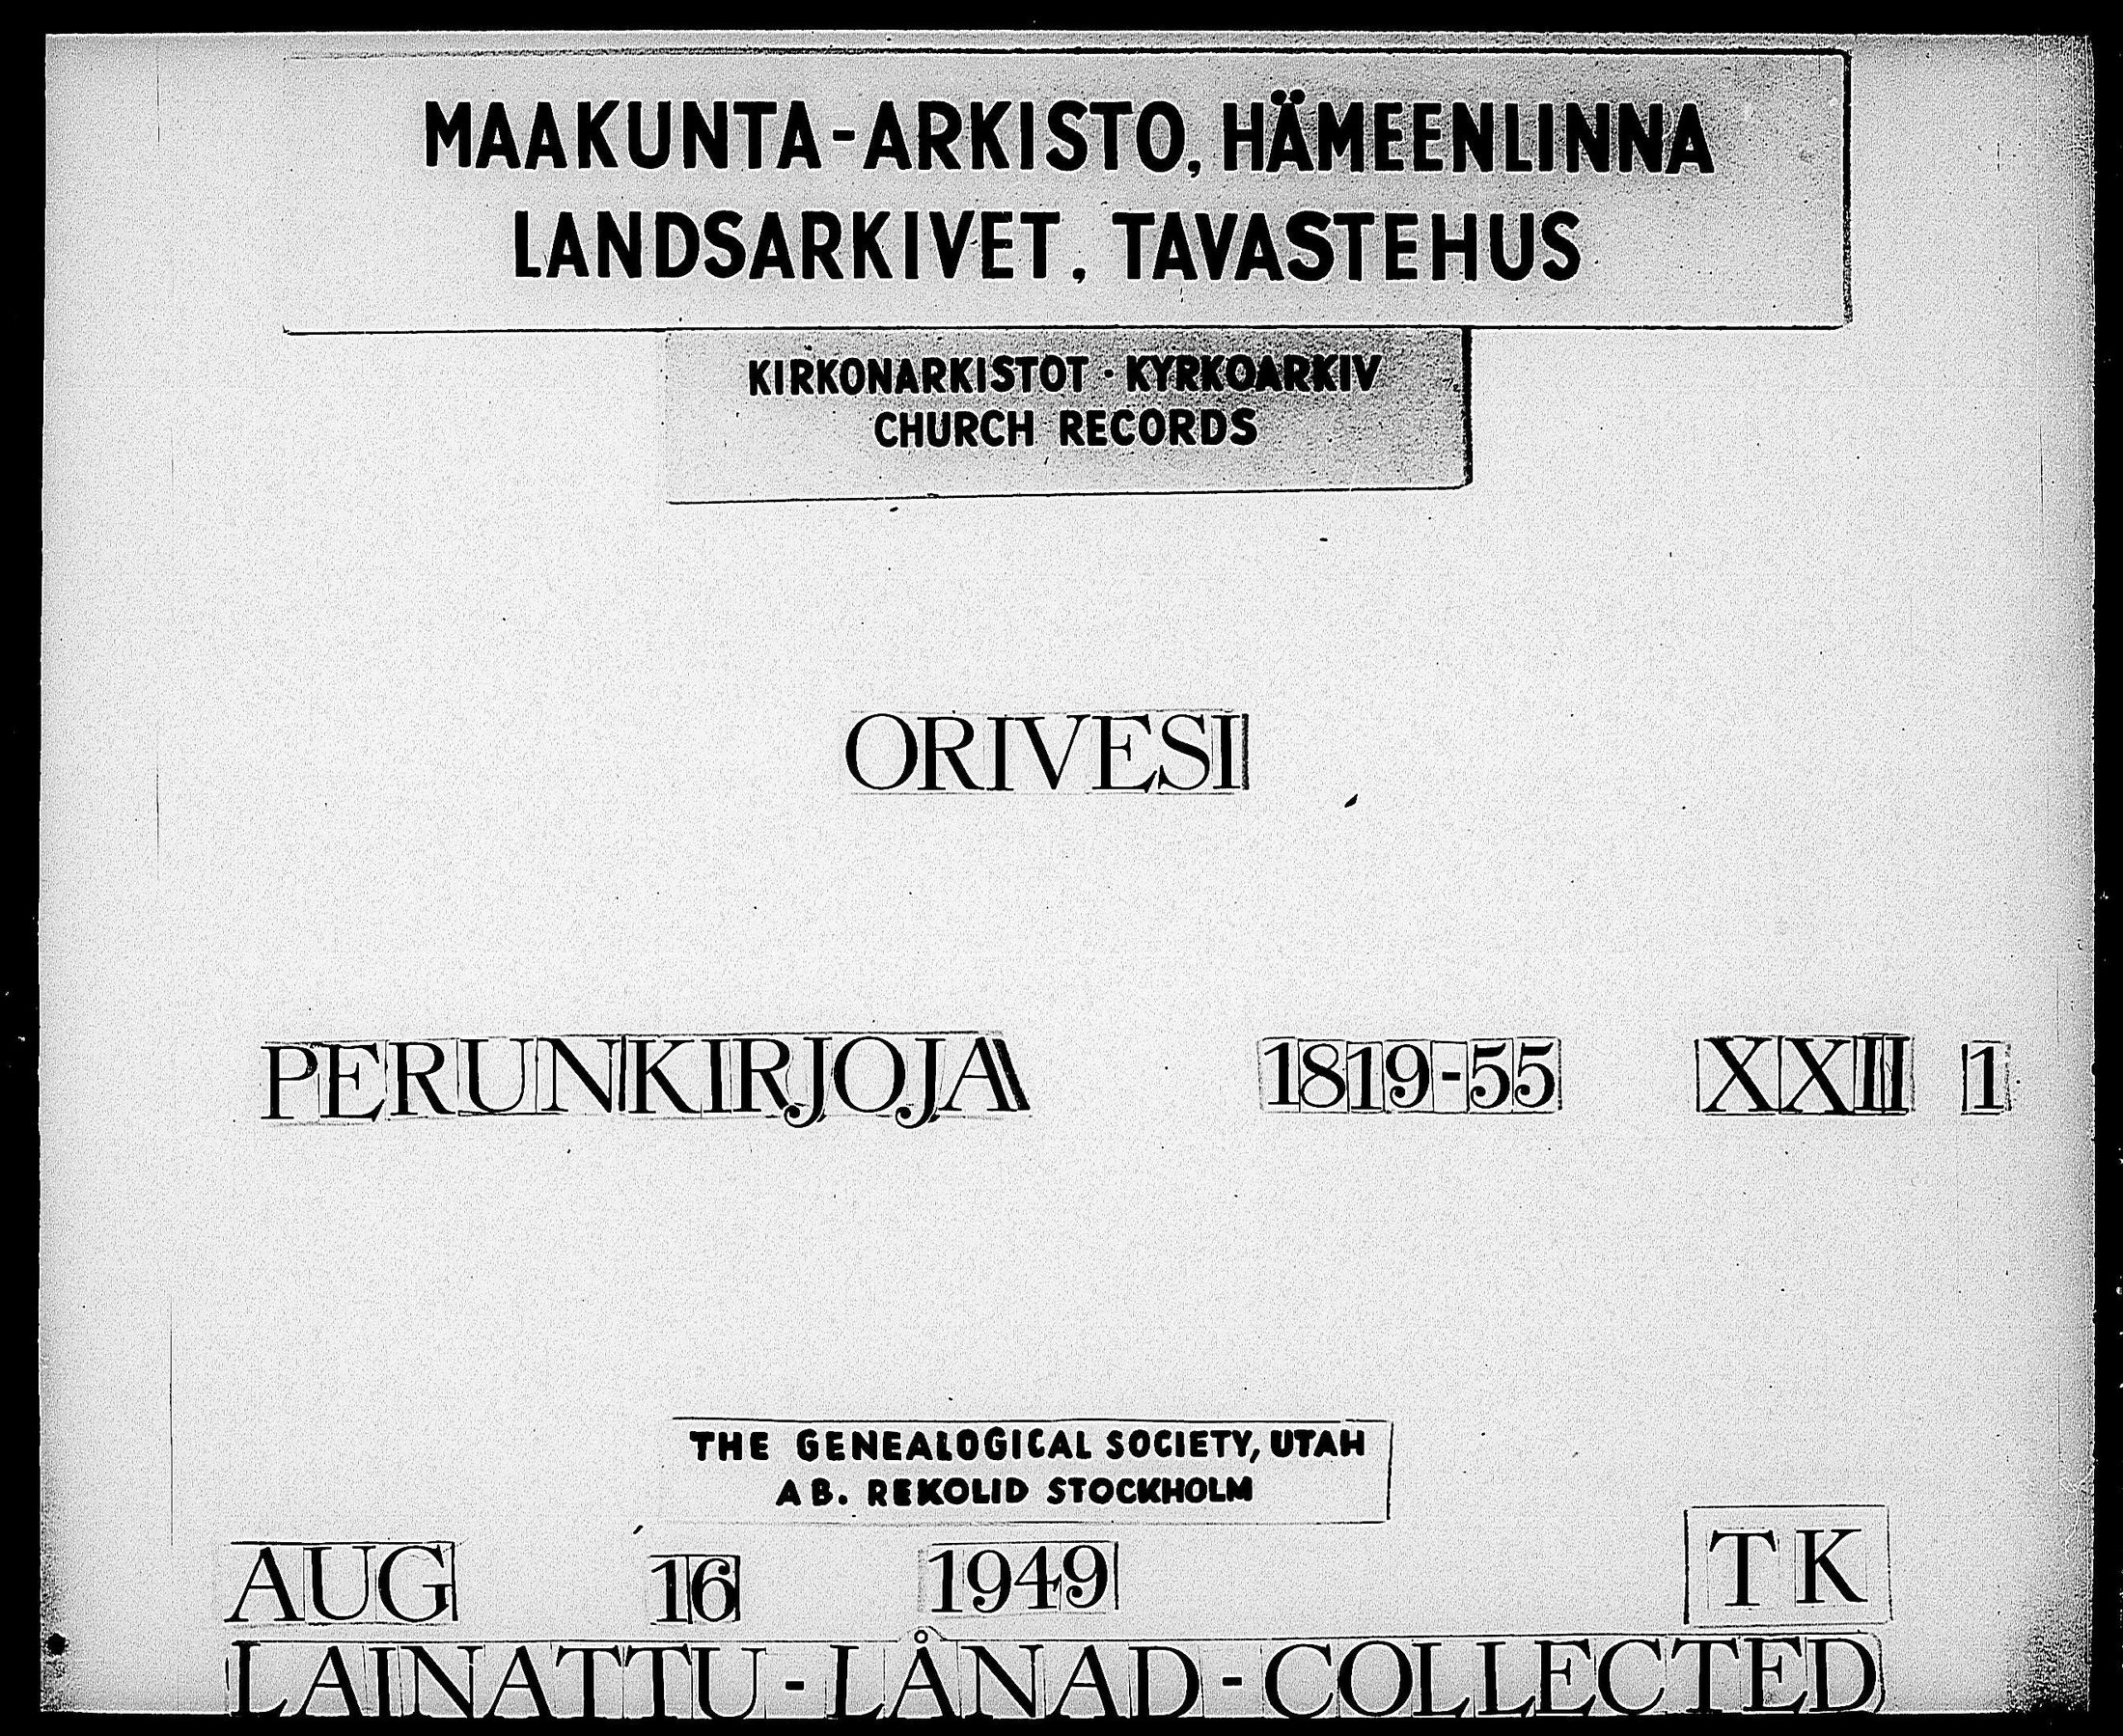 MAAKUNTA-ARKISTO, HÄMEENLINNA
LANDSARKIVET, TAVASTEHUS
KIRKONARKISTOT · KYRKOARKIV
CHURCH RECORDS
ORIVESI
PERUNKIRJOJA 1819-55 XXII 1
THE GENEALOGICAL SOCIETY, UTAH
AB. REKOLID STOCKHOLM
AUG 16 1949 TK
LAINATTU-LÅNAD-COLLECTED